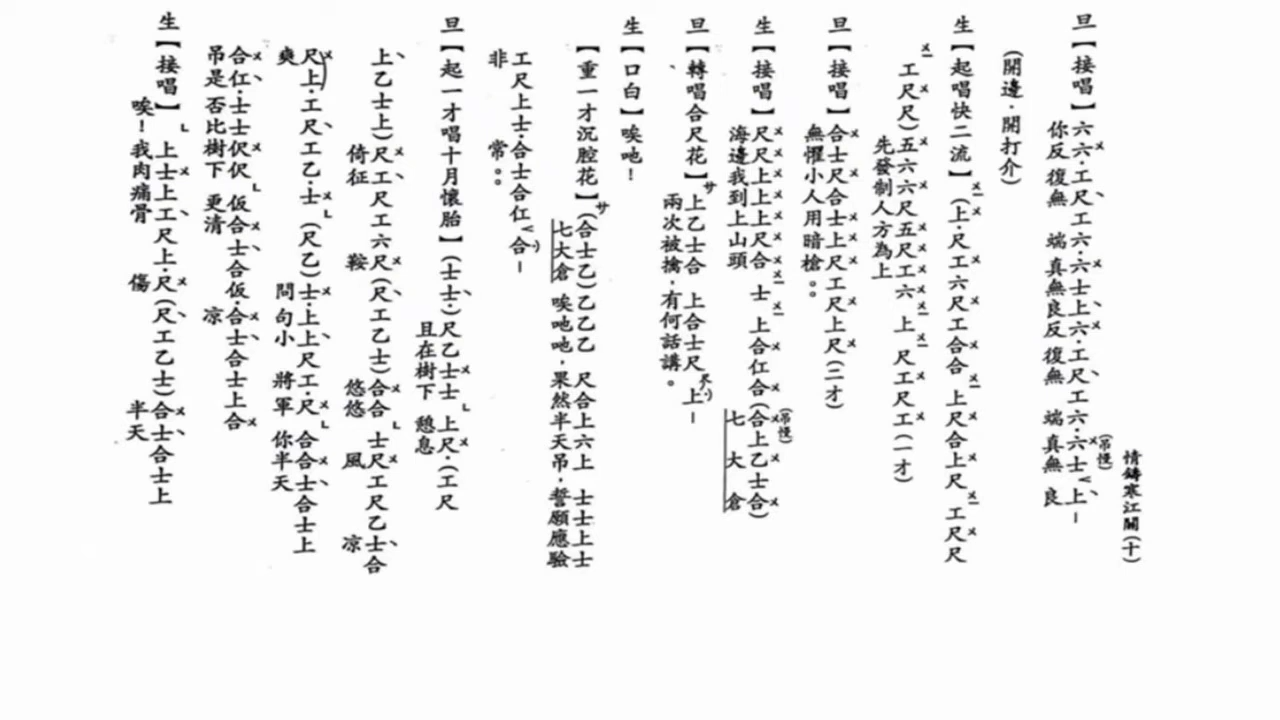 情鑄寒江關(十)
旦【接唱】六六·工尺工六·六士上六·工尺工六·六士上—
你反復無 端真無良反復無 端真無良
(開邊·開打介)
生【起唱快二流】(上·尺工六尺工合合 上尺合上尺 工尺尺
工尺尺)五六六尺五尺工六 上 尺工尺工(一才)
先發制人方為上
旦【接唱】合士尺合士上尺工尺上尺(二才)
無懼小人用暗槍。。
生【接唱】尺尺上上上尺合 士 上合仜合(合上乙士合)
海邊我到上山頭
(吊慢)
七大倉
旦【轉唱合尺花】上乙士合 上合士尺 上—
兩次被擒·有何話講。
生【口白】唉吔!
【重一才沉腔花】(合士乙)乙乙乙 尺合上六上 士士上士
七大倉 唉吔吔·果然半天吊·誓願應驗
工尺上士·合士合仜 合—
非 常。。
旦【起一才唱十月懷胎】(士士·)尺乙士士 上尺·(工尺
且在樹下 憩息
上乙士上)尺工尺工六尺(尺工乙士)合合 士尺工尺乙士合
倚征 鞍 悠悠 風 凉
尺上·工尺工乙·士(尺乙)士·上上尺工·尺 合合士合士上
爽 問句小 將軍 你半天
合仜·士士伬伬 仮合士合仮·合士合士上合
吊是否比樹下 更清 凉
生【接唱】上士上工尺上·尺(尺工乙士)合士合士上
唉!我肉痛骨 傷 半天